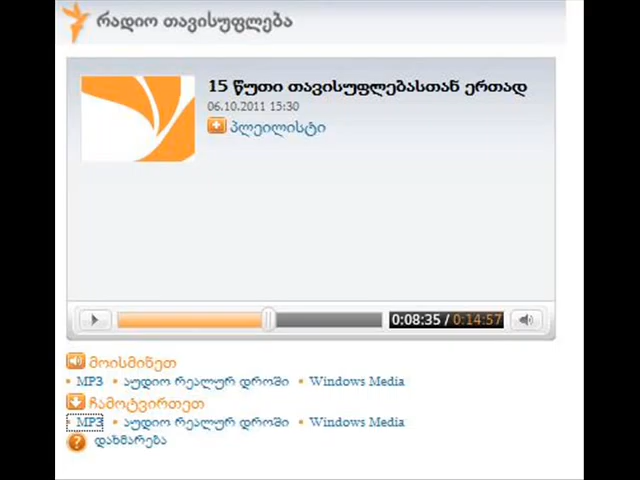 რადიო თავისუფლება
15 წუთი თავისუფლებასთან ერთად
06.10.2011 15:30
პლეილისტი
0:08:35 / 0:14:57
მოისმინეთ
• MP3 • აუდიო რეალურ დროში • Windows Media
ჩამოტვირთეთ
• MP3 • აუდიო რეალურ დროში • Windows Media
დახმარება